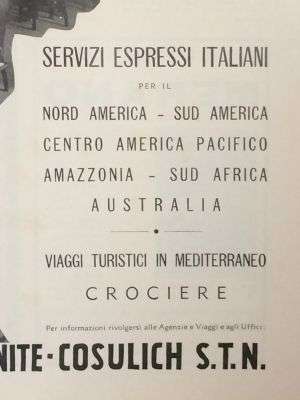 SERVIZI ESPRESSI ITALIANI
PER IL
NORD AMERICA - SUD AMERICA
CENTRO AMERICA PACIFICO
AMAZZONIA - SUD AFRICA
AUSTRALIA
VIAGGI TURISTICI IN MEDITERRANEO
CROCIERE
Per informazioni rivolgersi alle Agenzie e Viaggi e agli Uffici:
NITE-COSULICH S.T.N.